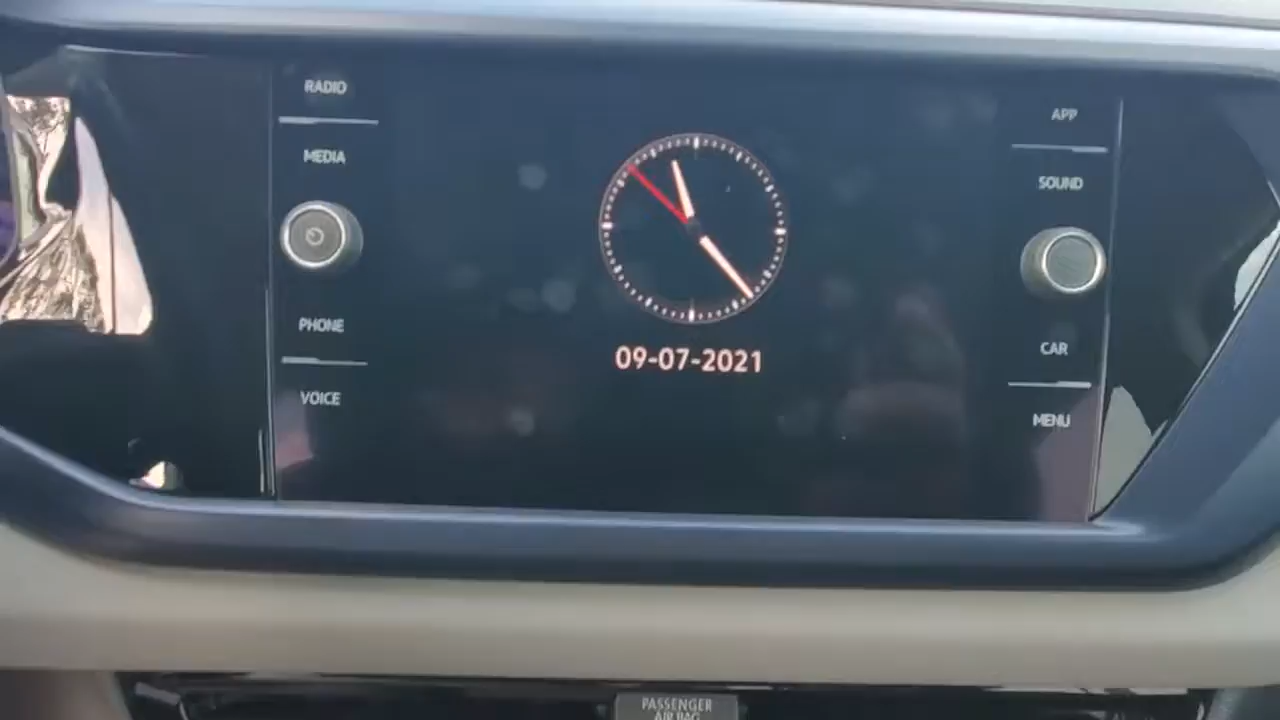 RADIO
MEDIA
PHONE
VOICE
09-07-2021
APP
SOUND
CAR
MENU
PASSENGER
AIR BAG